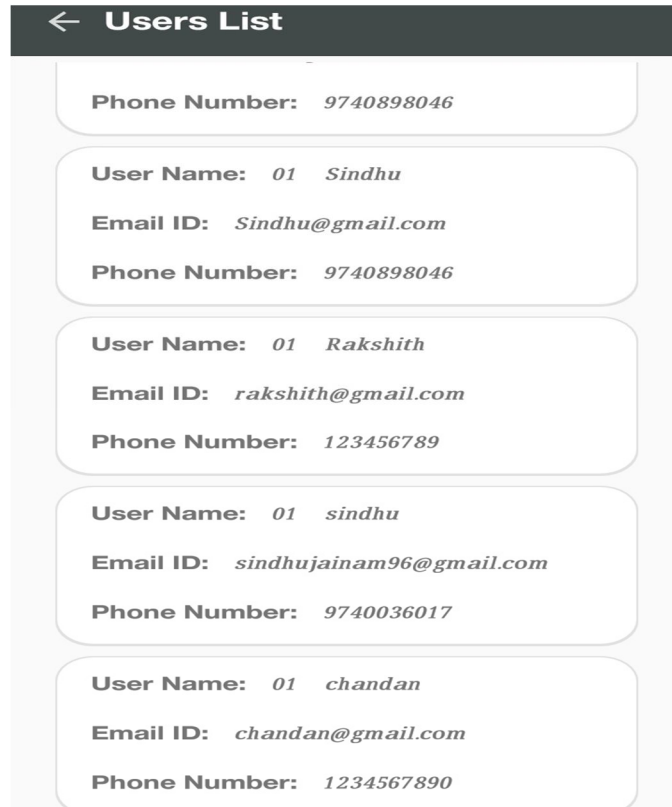 ← Users List
Phone Number: 9740898046
User Name: 01 Sindhu
Email ID: Sindhu@gmail.com
Phone Number: 9740898046
User Name: 01 Rakshith
Email ID: rakshith@gmail.com
Phone Number: 123456789
User Name: 01 sindhu
Email ID: sindhujainam96@gmail.com
Phone Number: 9740036017
User Name: 01 chandan
Email ID: chandan@gmail.com
Phone Number: 1234567890